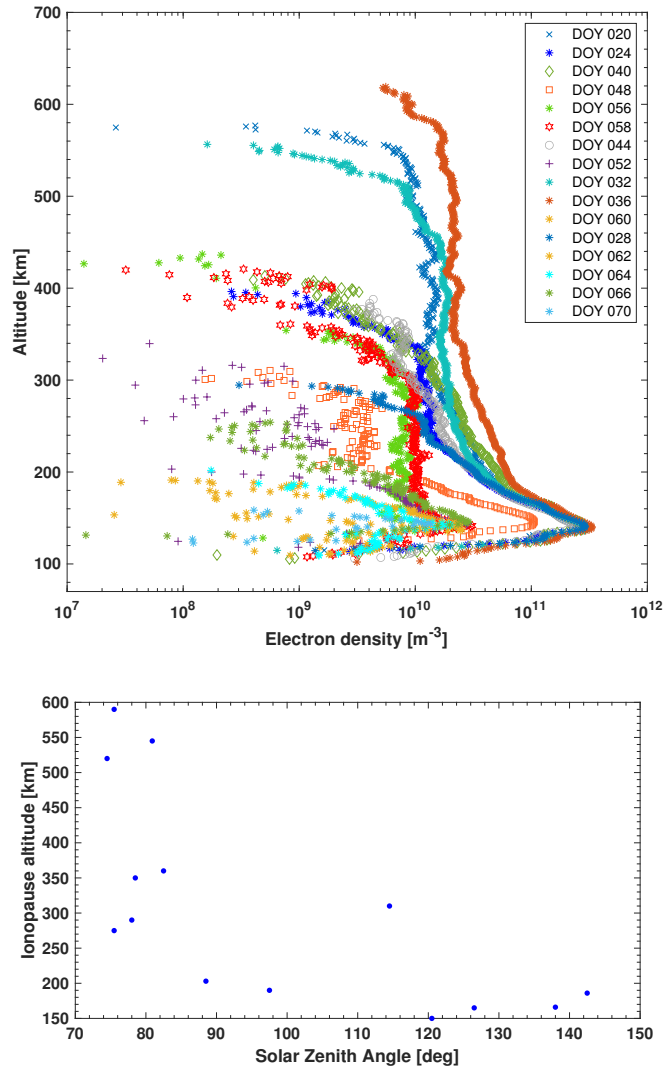 700
600
500
400
300
200
100
Altitude [km]
10^7
10^8
10^9
10^10
10^11
10^12
Electron density [m^-3]
DOY 020
DOY 024
DOY 040
DOY 048
DOY 056
DOY 058
DOY 044
DOY 052
DOY 032
DOY 036
DOY 060
DOY 028
DOY 062
DOY 064
DOY 066
DOY 070
600
550
500
450
400
350
300
250
200
150
Ionopause altitude [km]
70
80
90
100
110
120
130
140
150
Solar Zenith Angle [deg]